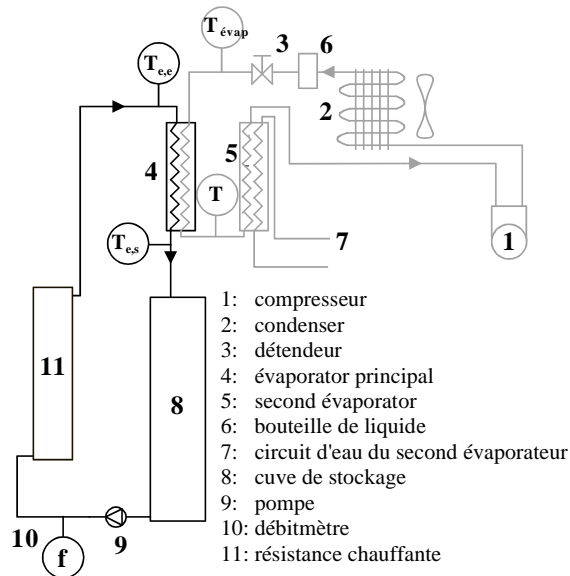 Tévap
3
6
Te,e
2
4
5
T
1
Te,s
7
11
8
10
f
9
1: compresseur
2: condenser
3: détendeur
4: évaporator principal
5: second évaporator
6: bouteille de liquide
7: circuit d'eau du second évaporateur
8: cuve de stockage
9: pompe
10: débitmètre
11: résistance chauffante